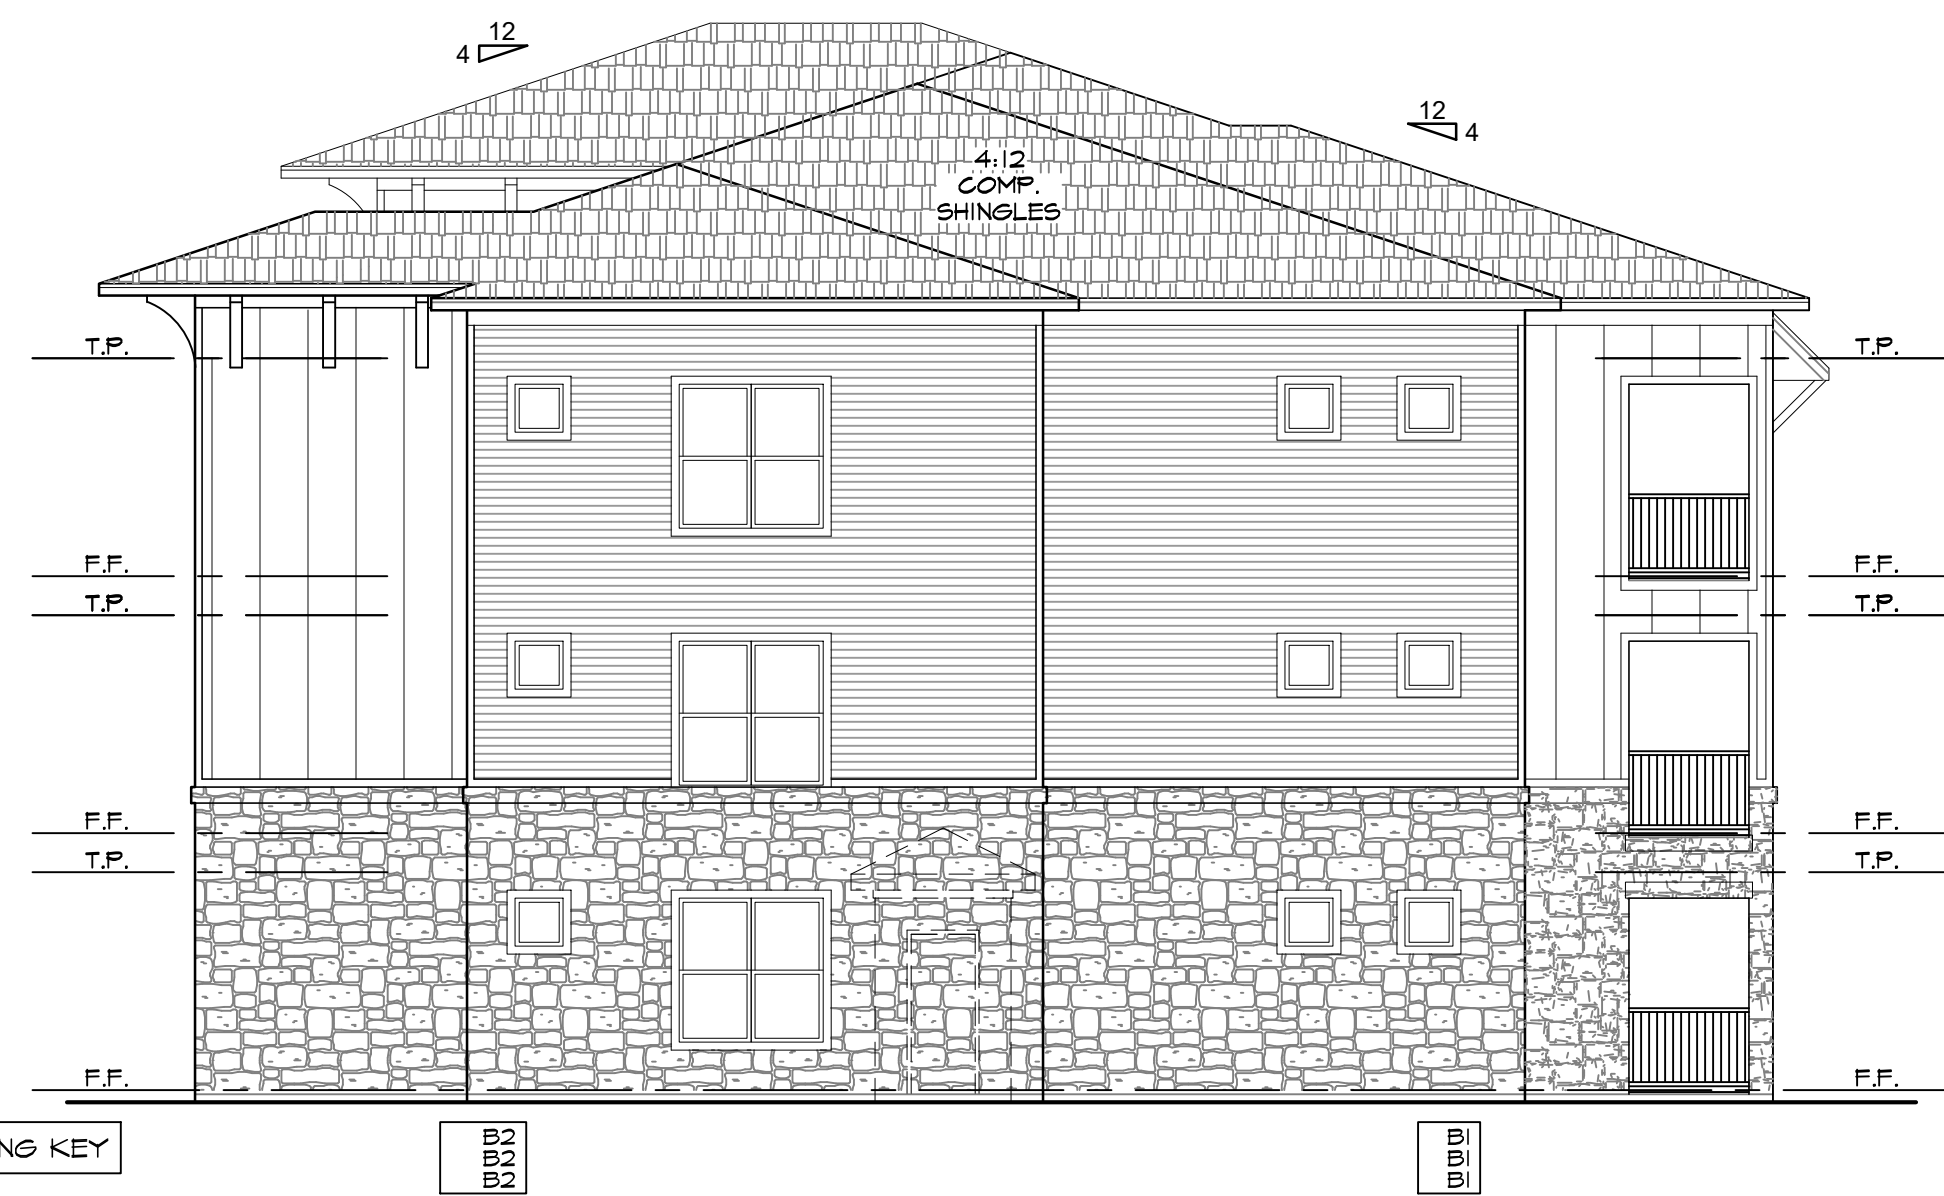 12
4
12
4
4:12
COMP.
SHINGLES
T.P.
T.P.
F.F.
F.F.
T.P.
T.P.
F.F.
F.F.
T.P.
T.P.
F.F.
F.F.
NG KEY
B2
B2
B2
B1
B1
B1